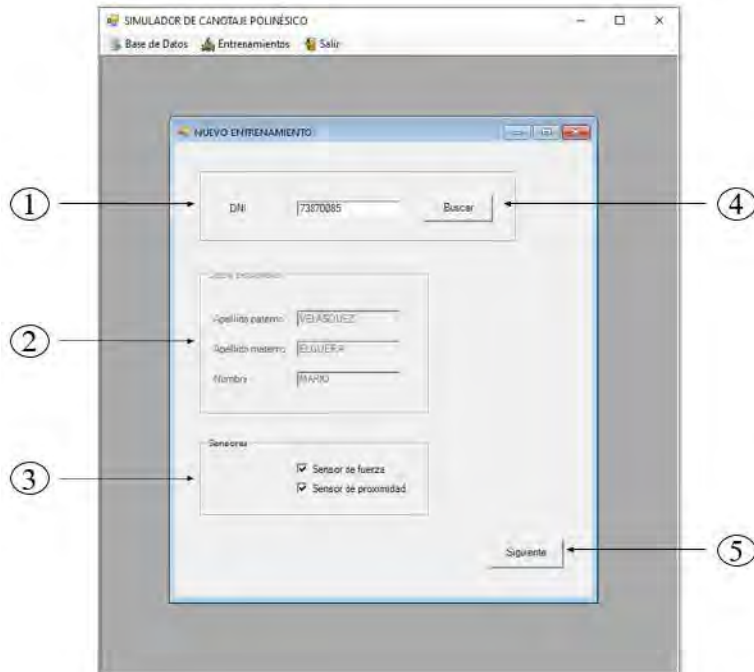 SIMULADOR DE CANOTAJE POLINÉSICO
Base de Datos Entrenamientos Salir
NUEVO ENTRENAMIENTO
1
DNI 73870085 Buscar
4
2
Apellido paterno VELASQUEZ
Apellido materno ELGUERA
Nombre MARIO
3
Sensores
Sensor de fuerza
Sensor de proximidad
Siguiente
5